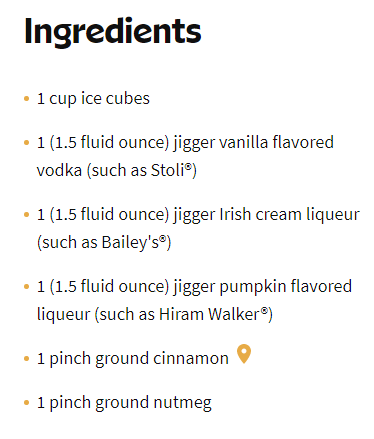 Ingredients
1 cup ice cubes
1 (1.5 fluid ounce) jigger vanilla flavored
vodka (such as Stoli®)
1 (1.5 fluid ounce) jigger Irish cream liqueur
(such as Bailey's®)
1 (1.5 fluid ounce) jigger pumpkin flavored
liqueur (such as Hiram Walker®)
1 pinch ground cinnamon
1 pinch ground nutmeg